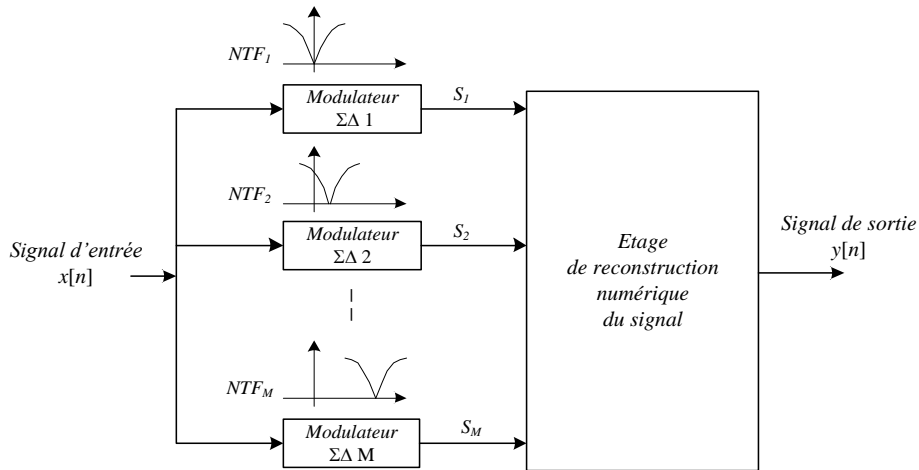 NTF1
Modulateur
ΣΔ 1
S1
NTF2
Modulateur
ΣΔ 2
S2
Signal d'entrée
x[n]
Etage
de reconstruction
numérique
du signal
Signal de sortie
y[n]
NTFM
Modulateur
ΣΔ M
SM